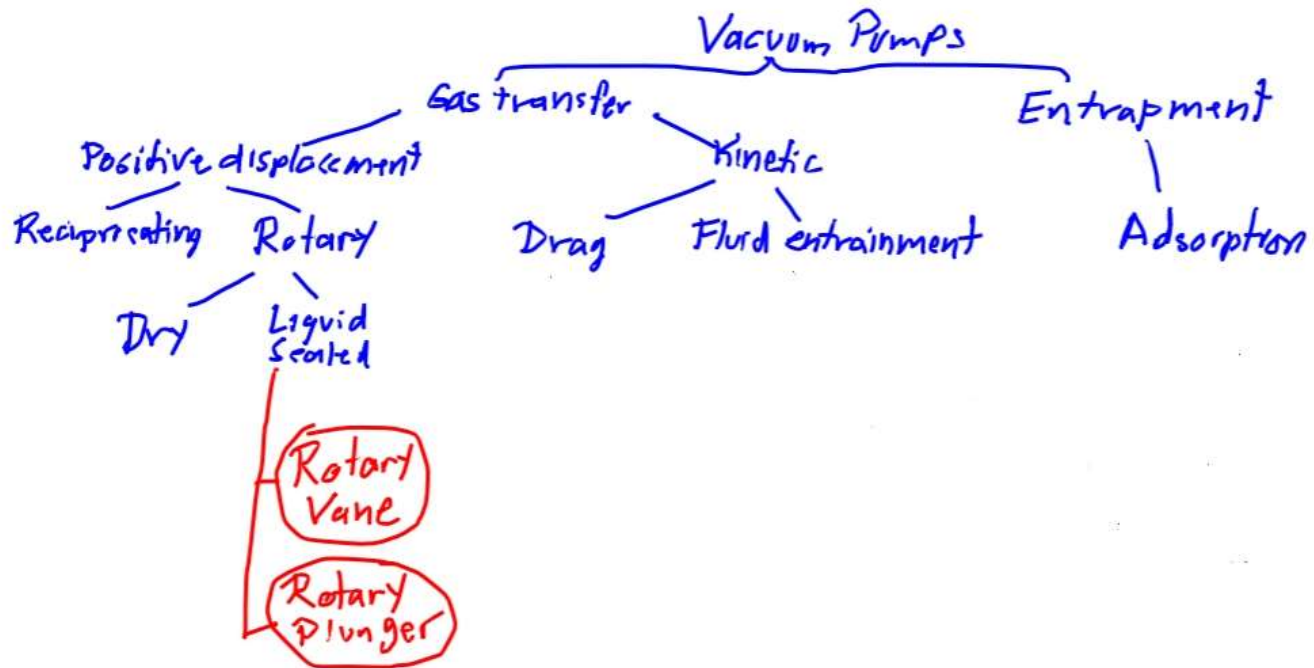 Vacuum Pumps
Gas transfer
Entrapment
Positive displacement
Kinetic
Reciprocating
Rotary
Drag
Fluid entrainment
Adsorption
Dry
Liquid
Sealed
Rotary
Vane
Rotary
Plunger